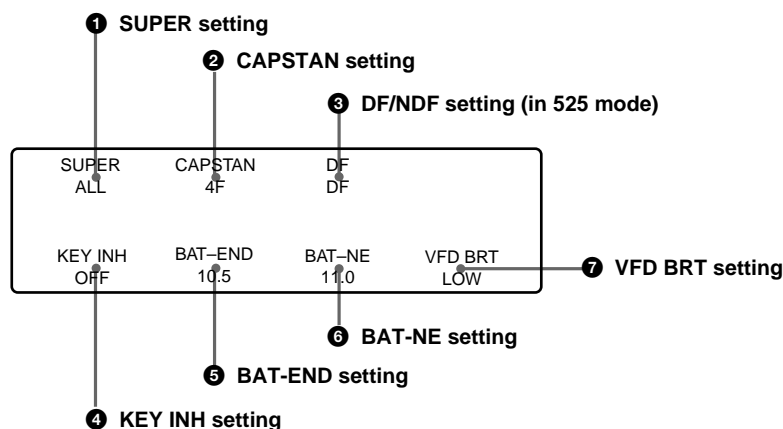 ❶ SUPER setting
❷ CAPSTAN setting
❸ DF/NDF setting (in 525 mode)
SUPER CAPSTAN DF
ALL 4F DF
KEY INH BAT–END BAT–NE VFD BRT
OFF 10.5 11.0 LOW
❼ VFD BRT setting
❻ BAT-NE setting
❺ BAT-END setting
❹ KEY INH setting